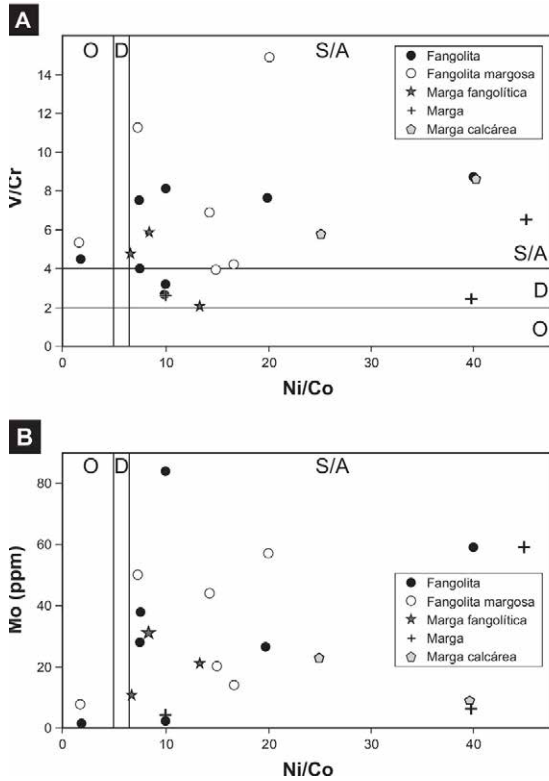 A
O D S/A
Fangolita
Fangolita margosa
Marga fangolítica
Marga
Marga calcárea
14
12
10
8
6
4
2
0
V/Cr
S/A
D
O
0 10 20 30 40
Ni/Co
B
O D S/A
80
60
40
20
0
Mo (ppm)
Fangolita
Fangolita margosa
Marga fangolítica
Marga
Marga calcárea
0 10 20 30 40
Ni/Co